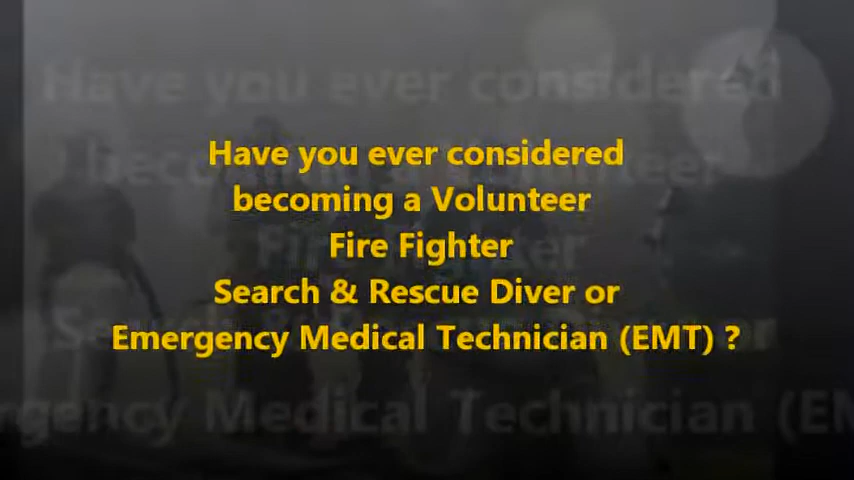 Have you ever considered
becoming a Volunteer
Fire Fighter
Search & Rescue Diver or
Emergency Medical Technician (EMT) ?